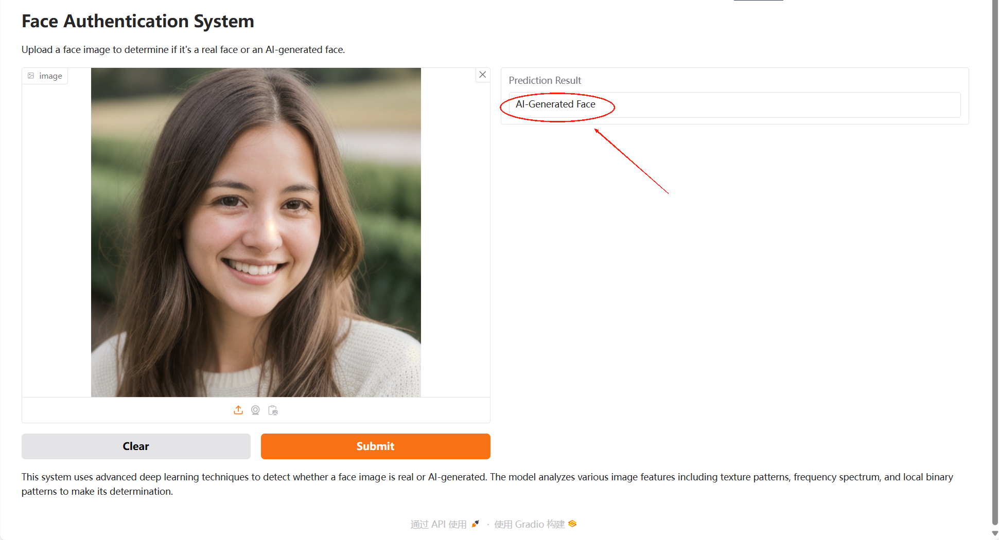 Face Authentication System
Upload a face image to determine if it's a real face or an AI-generated face.
image
Prediction Result
AI-Generated Face
Clear
Submit
This system uses advanced deep learning techniques to detect whether a face image is real or AI-generated. The model analyzes various image features including texture patterns, frequency spectrum, and local binary
patterns to make its determination.
通过 API 使用 · 使用 Gradio 构建